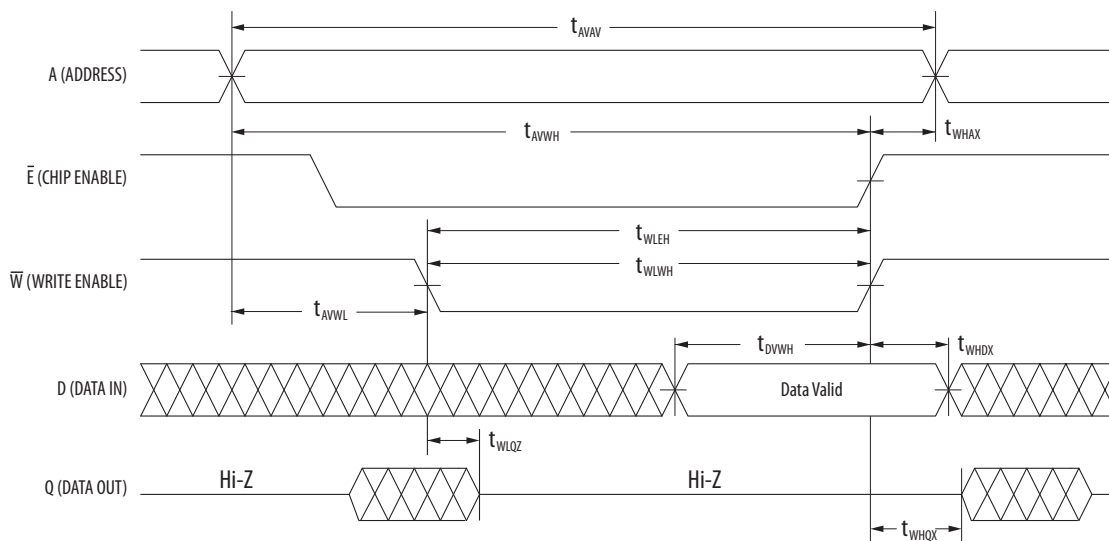 tAVAV
A (ADDRESS)
tAVWH
tWHAX
E̅ (CHIP ENABLE)
tWLEH
W̅ (WRITE ENABLE)
tWLWH
tAVWL
tDVWH
tWHDX
D (DATA IN)
Data Valid
tWLQZ
Q (DATA OUT)
Hi-Z
Hi-Z
tWHQX